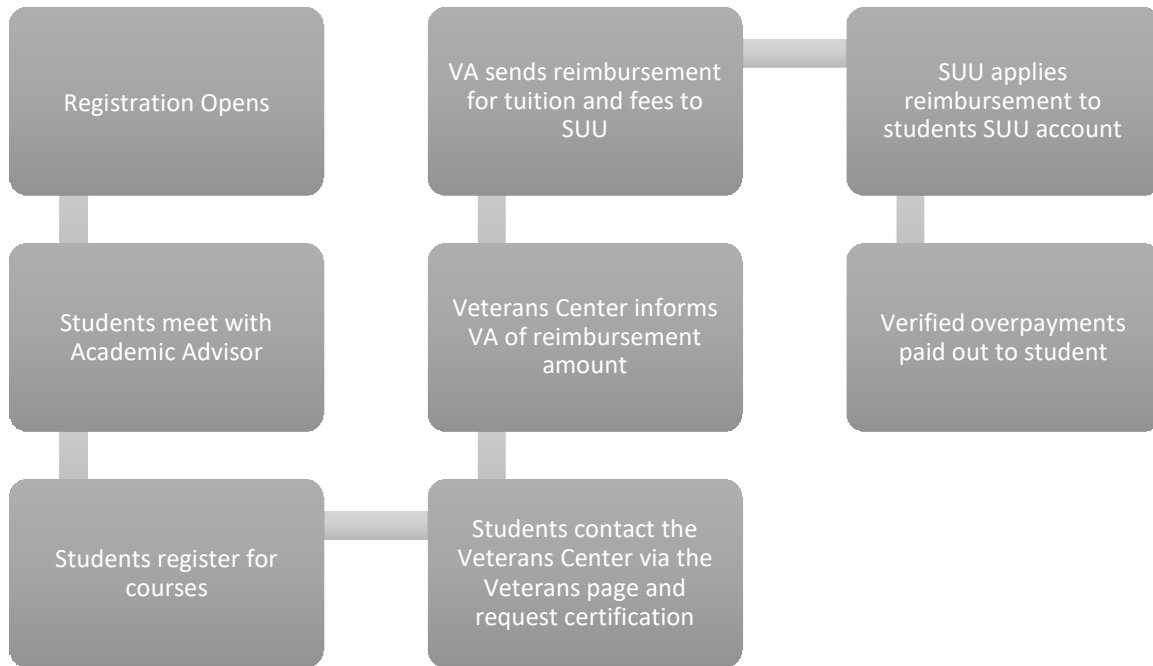 Registration Opens
Students meet with
Academic Advisor
Students register for
courses
Students contact the
Veterans Center via the
Veterans page and
request certification
Veterans Center informs
VA of reimbursement
amount
VA sends reimbursement
for tuition and fees to
SUU
SUU applies
reimbursement to
students SUU account
Verified overpayments
paid out to student